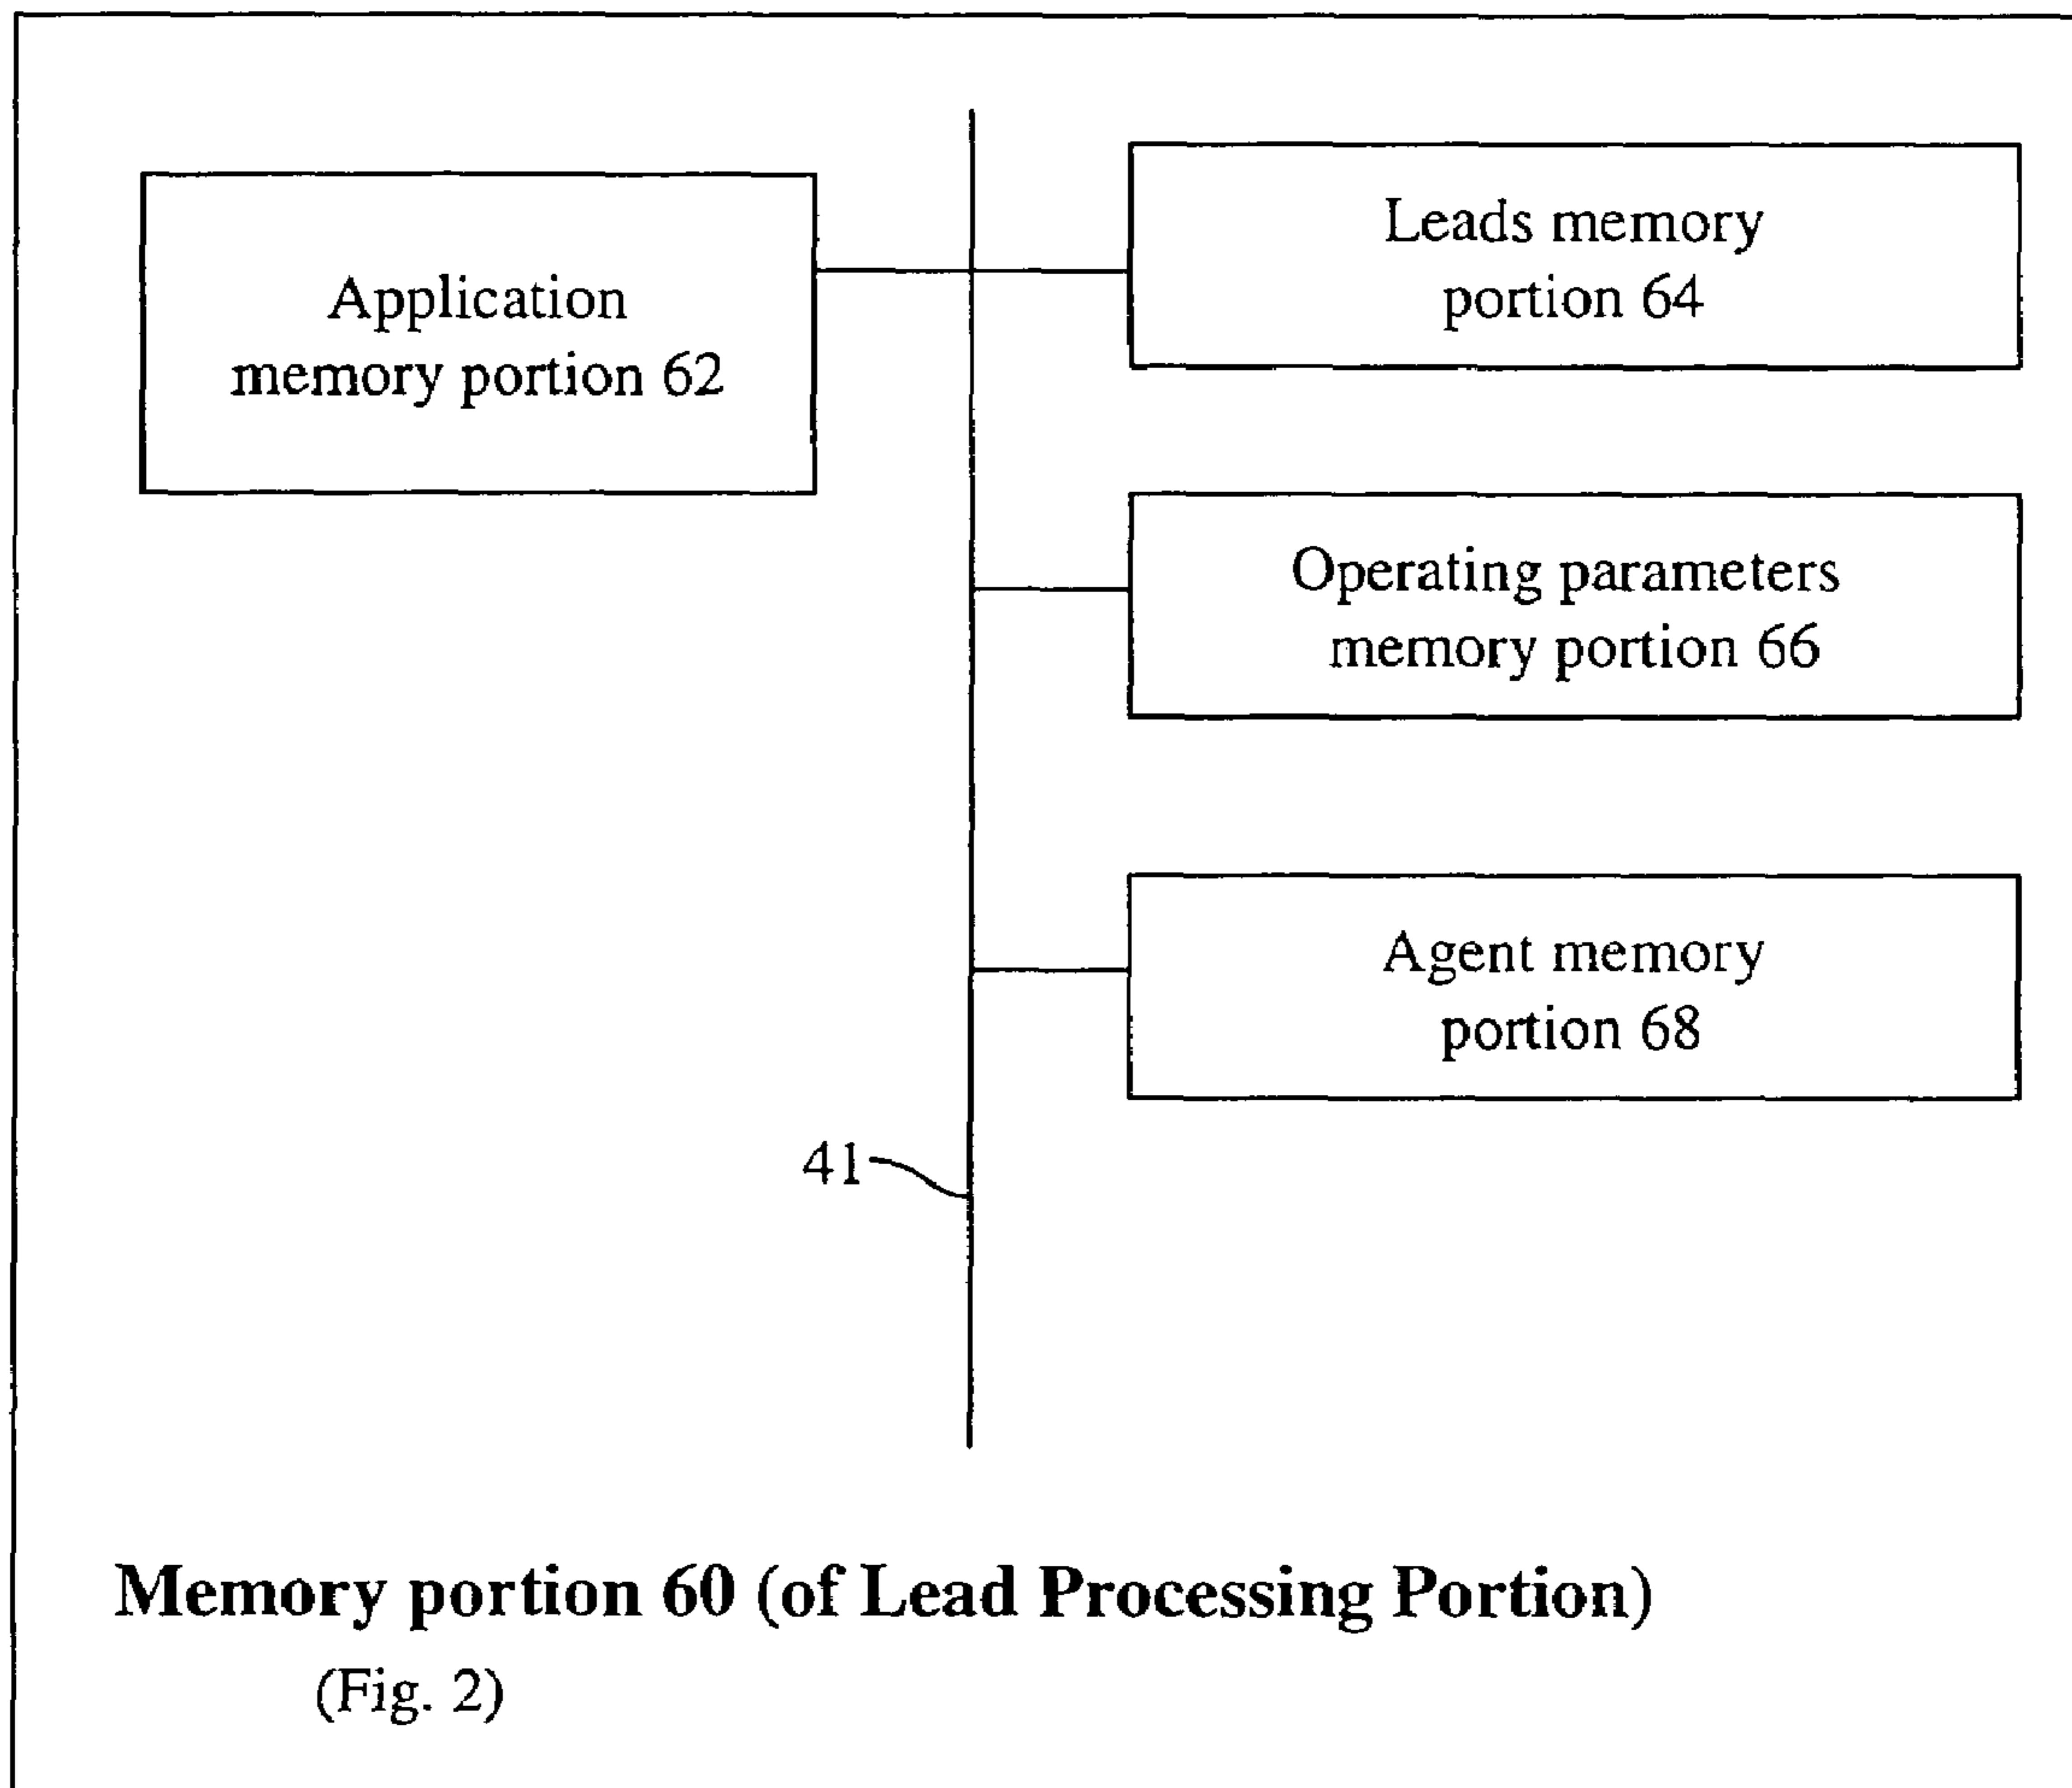 Application
memory portion 62
Leads memory
portion 64
Operating parameters
memory portion 66
Agent memory
portion 68
41
Memory portion 60 (of Lead Processing Portion)
(Fig. 2)